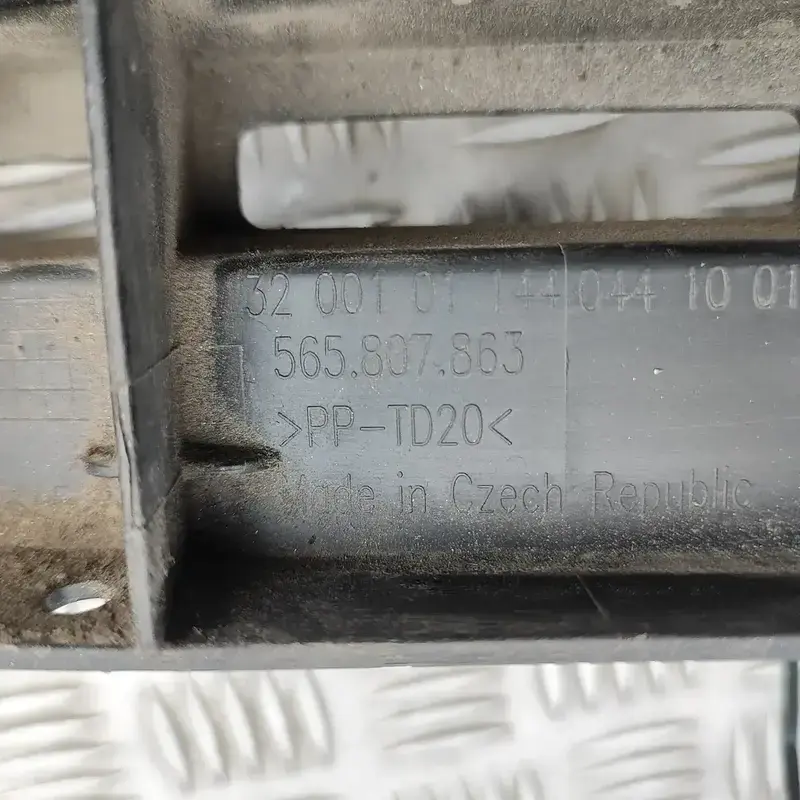 32 001 01 144 044 10 01
565.807.863
>PP-TD20<
Made in Czech Republic